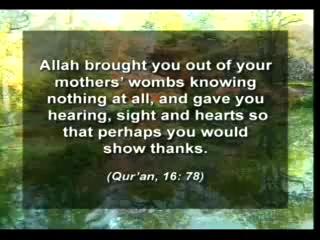 Allah brought you out of your
mothers' wombs knowing
nothing at all, and gave you
hearing, sight and hearts so
that perhaps you would
show thanks.
(Qur'an, 16: 78)